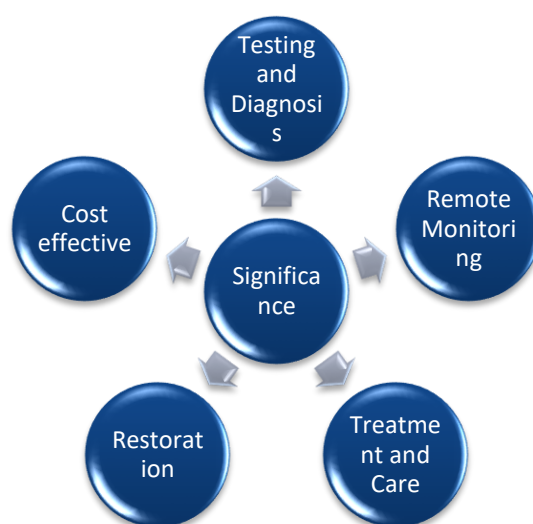 Testing
and
Diagnosi
s
Remote
Monitori
ng
Treatme
nt and
Care
Restorat
ion
Cost
effective
Significa
nce